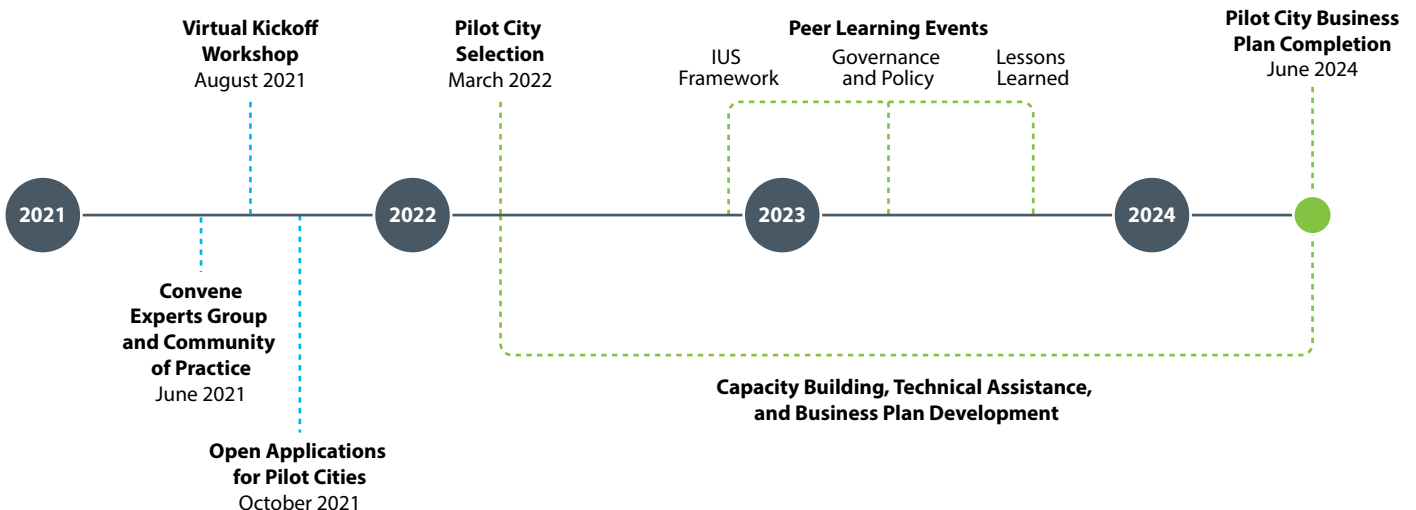 Virtual Kickoff
Workshop
August 2021
Pilot City
Selection
March 2022
Peer Learning Events
IUS
Framework
Governance
and Policy
Lessons
Learned
Pilot City Business
Plan Completion
June 2024
2021
2022
2023
2024
Convene
Experts Group
and Community
of Practice
June 2021
Open Applications
for Pilot Cities
October 2021
Capacity Building, Technical Assistance,
and Business Plan Development